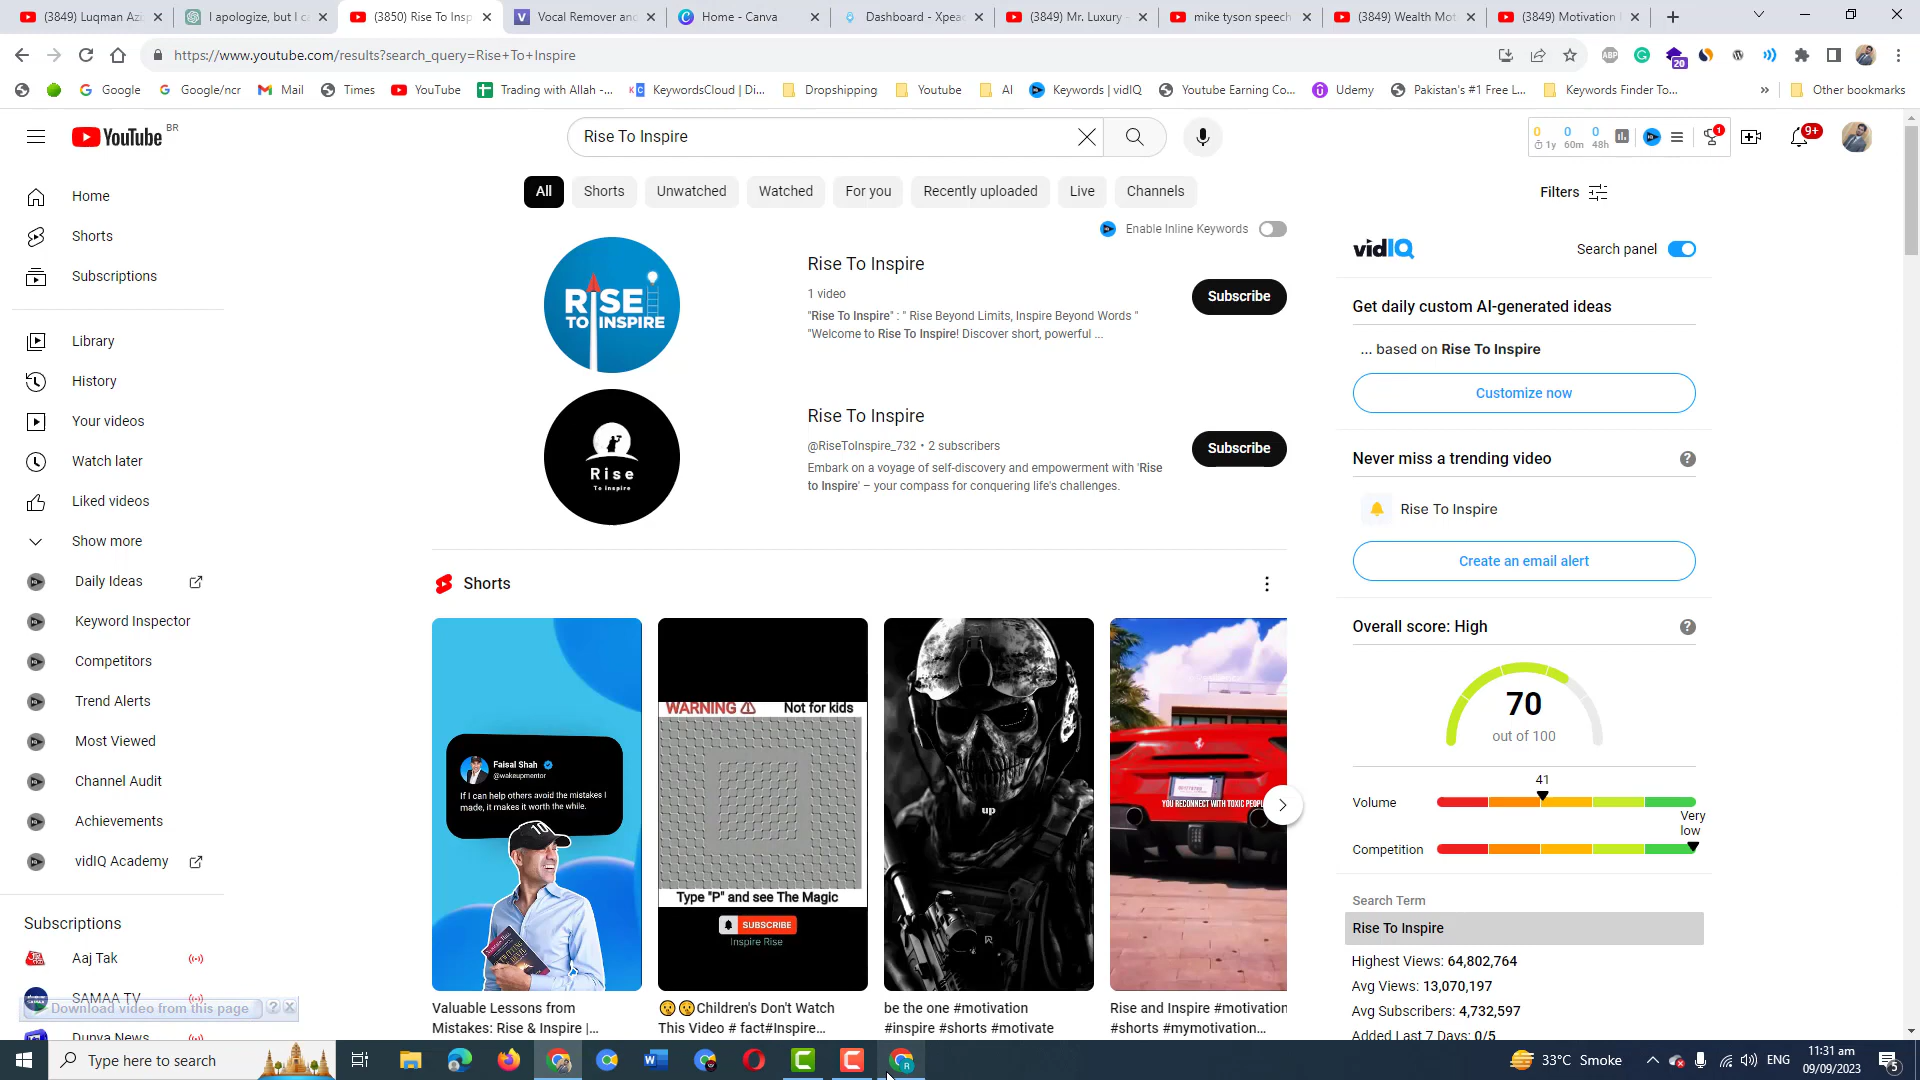 (3849) Luqman Azi
I apologize, but I ca
(3850) Rise To Insp
Vocal Remover and
Home - Canva
Dashboard - Xpea
(3849) Mr. Luxury -
mike tyson speech
(3849) Wealth Mot
(3849) Motivation
https://www.youtube.com/results?search_query=Rise+To+Inspire
ABP
20
Google
Google/ncr
Mail
Times
YouTube
Trading with Allah -...
KeywordsCloud | Di...
Dropshipping
Youtube
AI
Keywords | vidIQ
Youtube Earning Co...
Udemy
Pakistan's #1 Free L...
Keywords Finder To...
Other bookmarks
YouTube BR
Rise To Inspire
0 0 0
1y 60m 48h
1
9+
Home
Shorts
Subscriptions
Library
History
Your videos
Watch later
Liked videos
Show more
Daily Ideas
Keyword Inspector
Competitors
Trend Alerts
Most Viewed
Channel Audit
Achievements
vidIQ Academy
Subscriptions
Aaj Tak
SAMAA TV
Download video from this page
Dunya News
All
Shorts
Unwatched
Watched
For you
Recently uploaded
Live
Channels
Filters
Enable Inline Keywords
RISE
TO INSPIRE
Rise To Inspire
1 video
"Rise To Inspire" : " Rise Beyond Limits, Inspire Beyond Words "
"Welcome to Rise To Inspire! Discover short, powerful ...
Subscribe
Rise
To Inspire
Rise To Inspire
@RiseToInspire_732 • 2 subscribers
Embark on a voyage of self-discovery and empowerment with 'Rise
to Inspire' – your compass for conquering life's challenges.
Subscribe
Shorts
Faisal Shah
@wakeupmentor
If I can help others avoid the mistakes I
made, it makes it worth the while.
10
Valuable Lessons from
Mistakes: Rise & Inspire |...
WARNING ⚠ Not for kids
Type "P" and see The Magic
SUBSCRIBE
Inspire Rise
😯😯Children's Don't Watch
This Video # fact#Inspire...
up
be the one #motivation
#inspire #shorts #motivate
YOU RECONNECT WITH TOXIC PEOPL
Rise and Inspire #motivation
#shorts #mymotivation...
vidIQ
Search panel
Get daily custom AI-generated ideas
... based on Rise To Inspire
Customize now
Never miss a trending video
Rise To Inspire
Create an email alert
Overall score: High
70
out of 100
41
Volume
Very
low
Competition
Search Term
Rise To Inspire
Highest Views: 64,802,764
Avg Views: 13,070,197
Avg Subscribers: 4,732,597
Added Last 7 Days: 0/5
Type here to search
33°C Smoke
ENG
11:31 am
09/09/2023
5